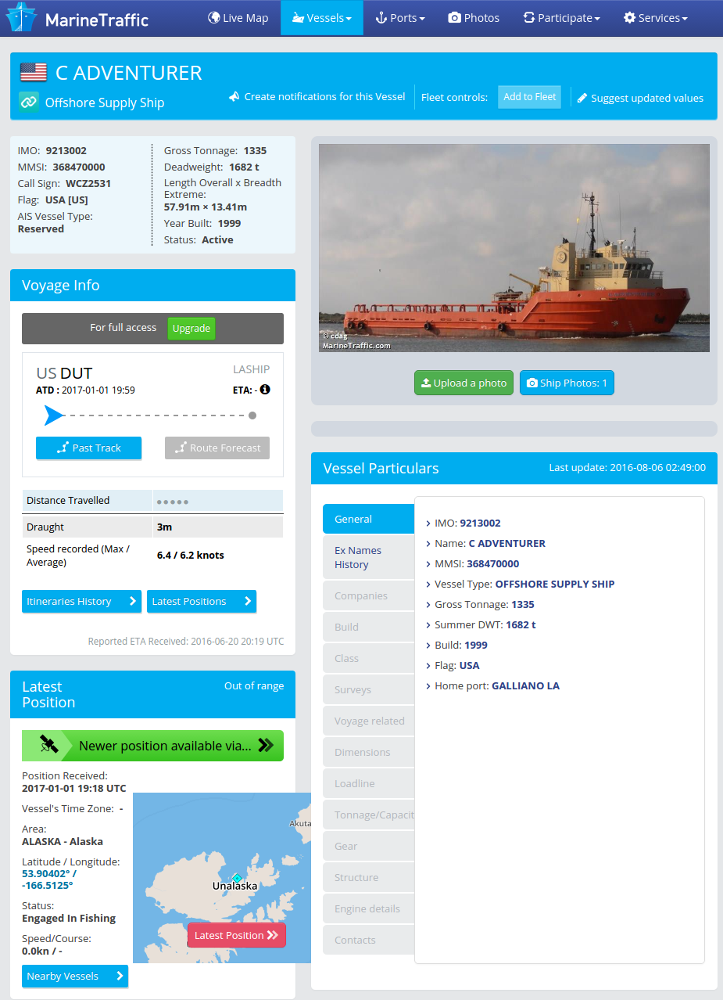 MarineTraffic
Live Map
Vessels
Ports
Photos
Participate
Services
C ADVENTURER
Offshore Supply Ship
Create notifications for this Vessel
Fleet controls:
Add to Fleet
Suggest updated values
IMO: 9213002
MMSI: 368470000
Call Sign: WCZ2531
Flag: USA [US]
AIS Vessel Type:
Reserved
Gross Tonnage: 1335
Deadweight: 1682 t
Length Overall x Breadth
Extreme:
57.91m × 13.41m
Year Built: 1999
Status: Active
© cdag
MarineTraffic.com
Upload a photo
Ship Photos: 1
Voyage Info
For full access
Upgrade
US DUT
LASHIP
ATD : 2017-01-01 19:59
ETA: -
Past Track
Route Forecast
Distance Travelled
Draught
3m
Speed recorded (Max /
Average)
6.4 / 6.2 knots
Itineraries History
Latest Positions
Reported ETA Received: 2016-06-20 20:19 UTC
Latest
Position
Out of range
Newer position available via...
Position Received:
2017-01-01 19:18 UTC
Vessel's Time Zone: -
Area:
ALASKA - Alaska
Latitude / Longitude:
53.90402° /
-166.5125°
Status:
Engaged In Fishing
Speed/Course:
0.0kn / -
Nearby Vessels
Akuta
Unalaska
Latest Position
Vessel Particulars
Last update: 2016-08-06 02:49:00
General
Ex Names
History
Companies
Build
Class
Surveys
Voyage related
Dimensions
Loadline
Tonnage/Capacit
Gear
Structure
Engine details
Contacts
IMO: 9213002
Name: C ADVENTURER
MMSI: 368470000
Vessel Type: OFFSHORE SUPPLY SHIP
Gross Tonnage: 1335
Summer DWT: 1682 t
Build: 1999
Flag: USA
Home port: GALLIANO LA